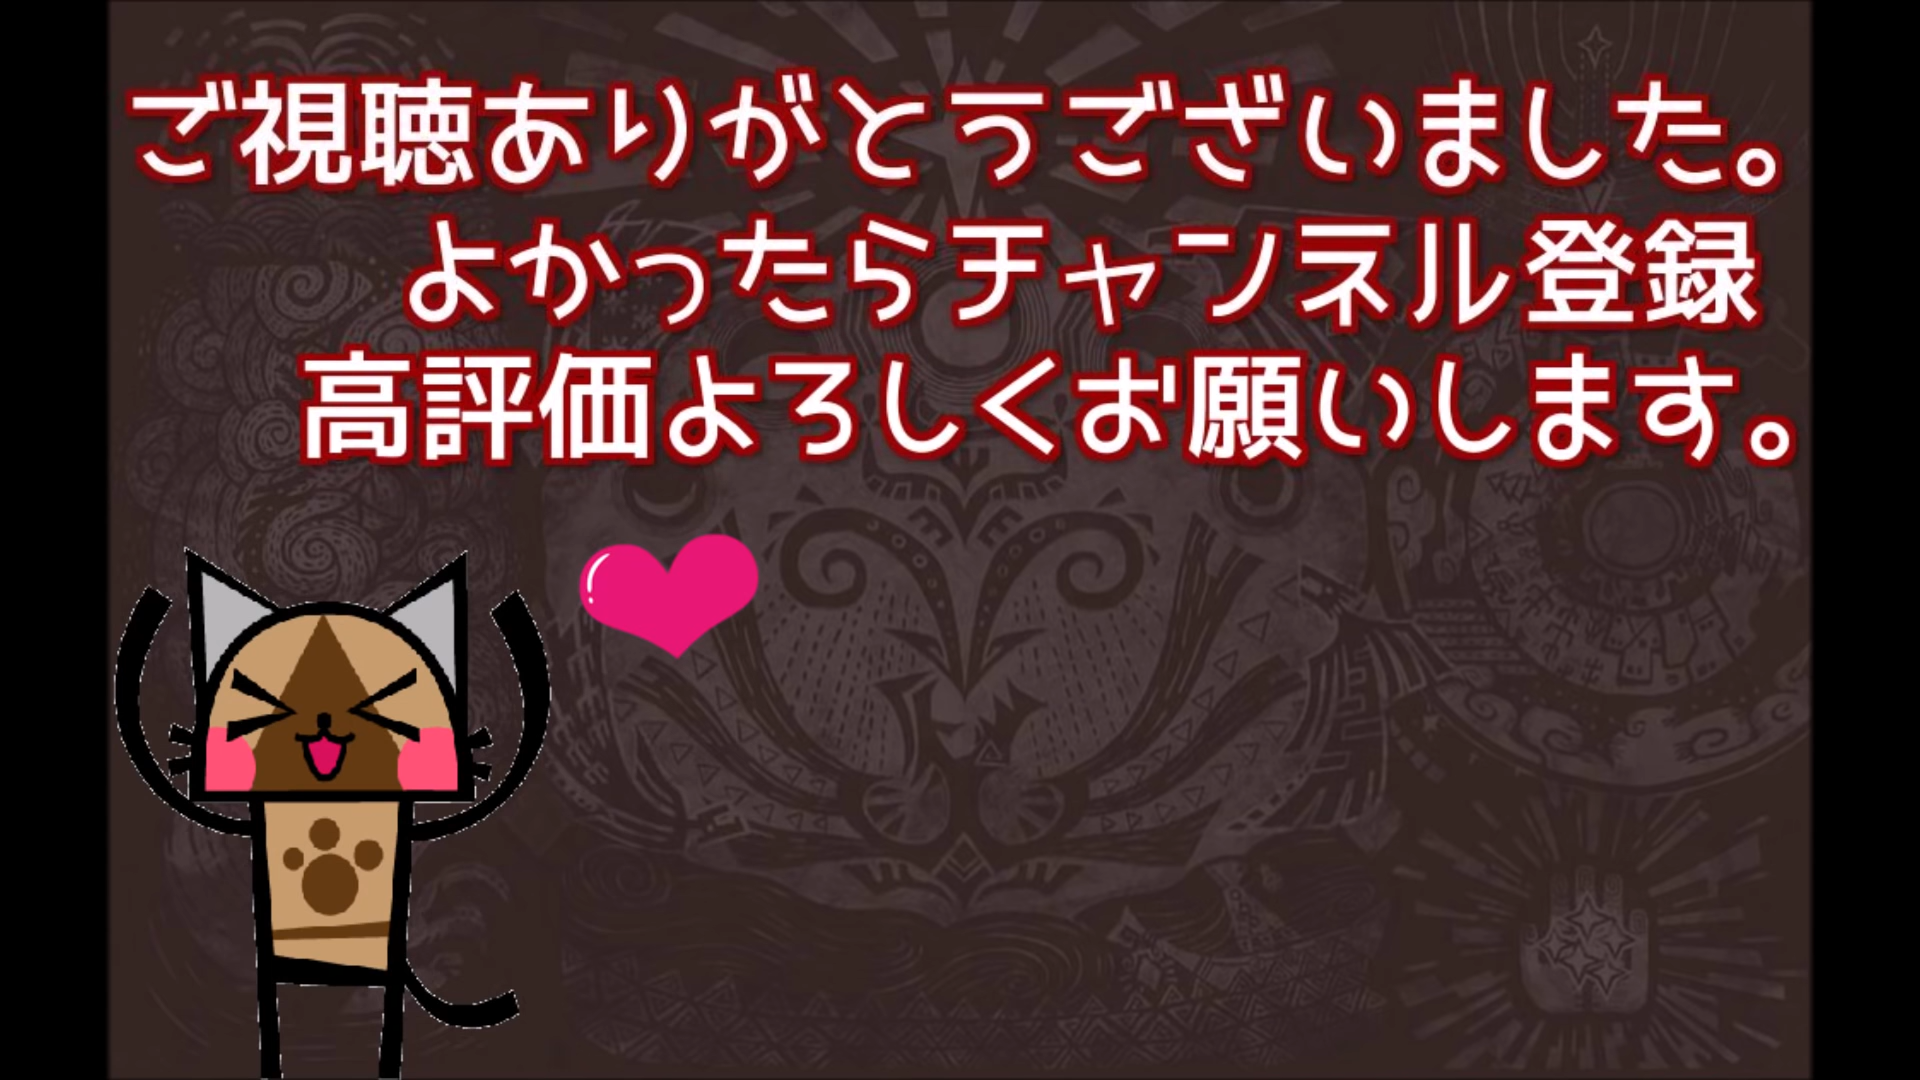 ご視聴ありがとうございました。
よかったらチャンネル登録
高評価よろしくお願いします。